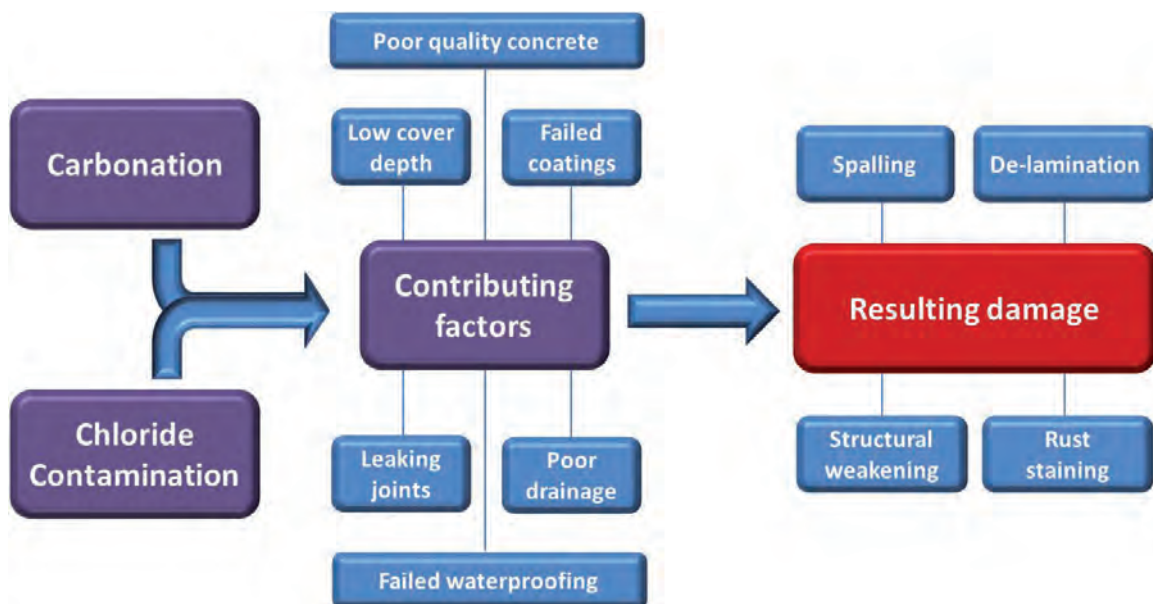 Poor quality concrete
Low cover
depth
Failed
coatings
Carbonation
Spalling
De-lamination
Contributing
factors
Resulting damage
Chloride
Contamination
Leaking
joints
Poor
drainage
Structural
weakening
Rust
staining
Failed waterproofing